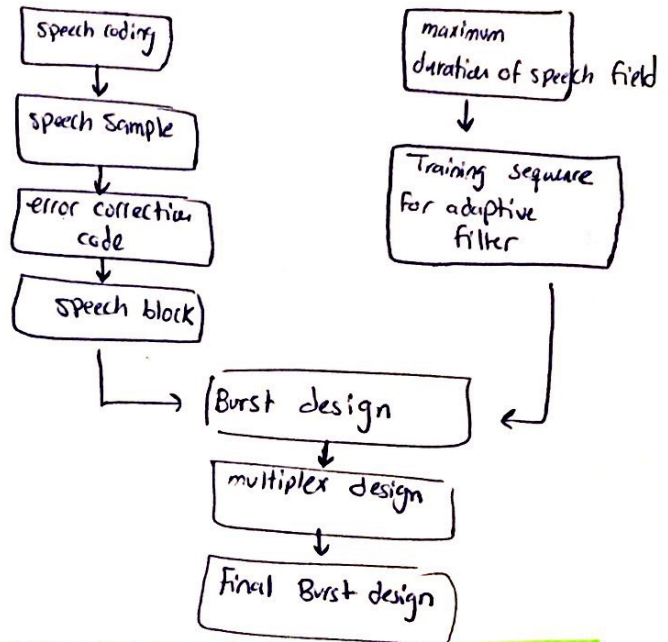 speech coding
speech sample
error correction
code
speech block
maximum
duration of speech field
Training sequence
for adaptive
filter
Burst design
multiplex design
Final Burst design